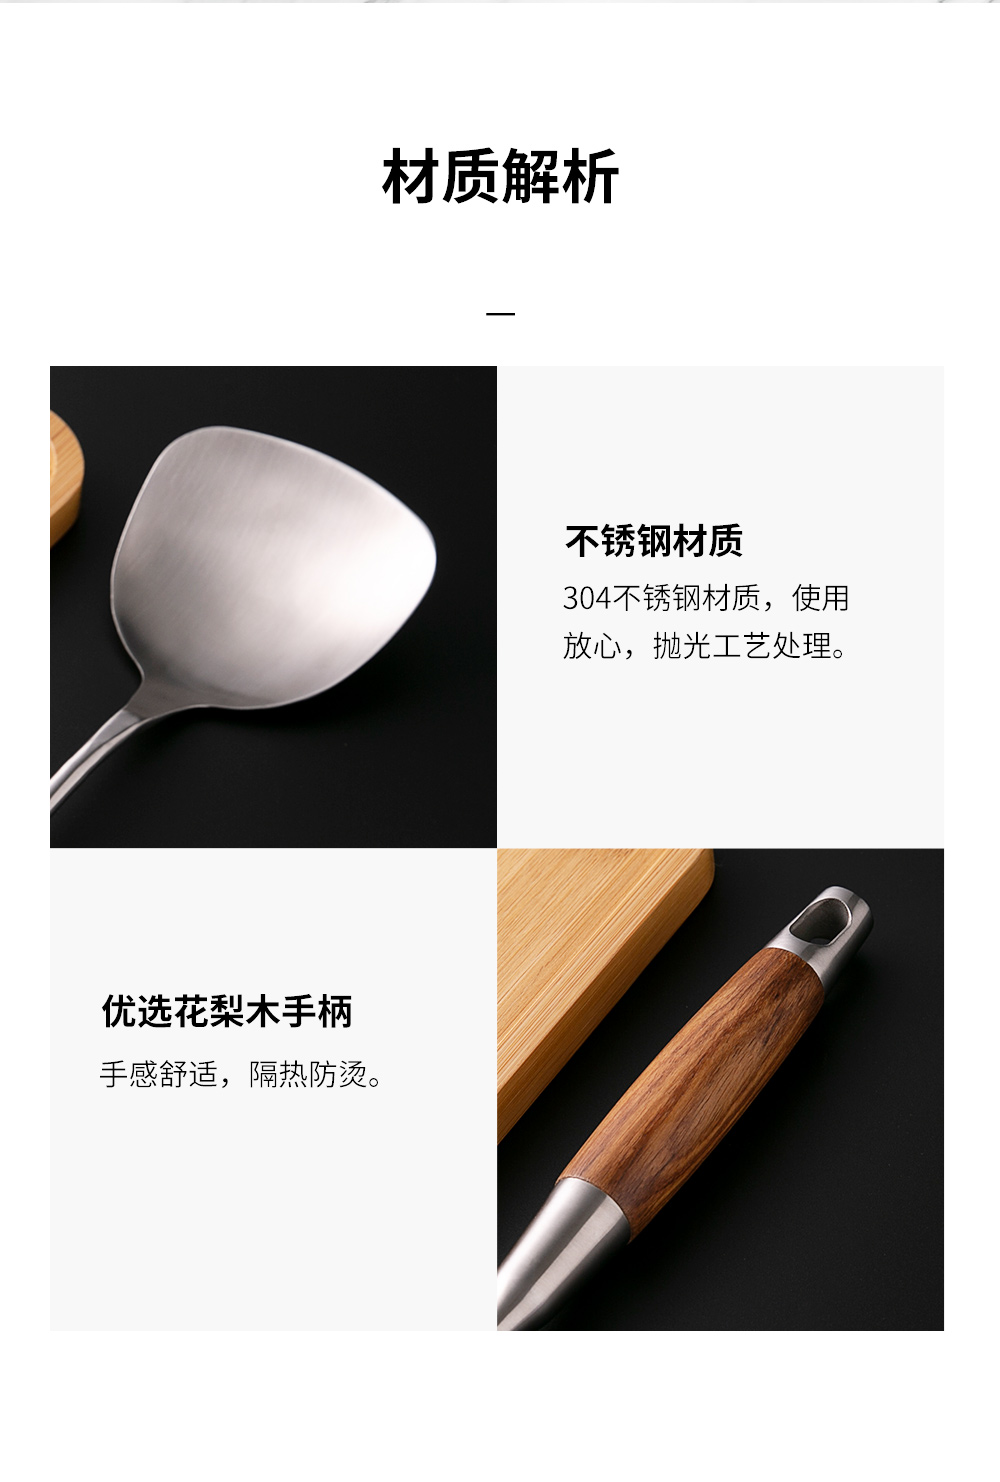 材质解析
不锈钢材质
304不锈钢材质，使用
放心，抛光工艺处理。
优选花梨木手柄
手感舒适，隔热防烫。